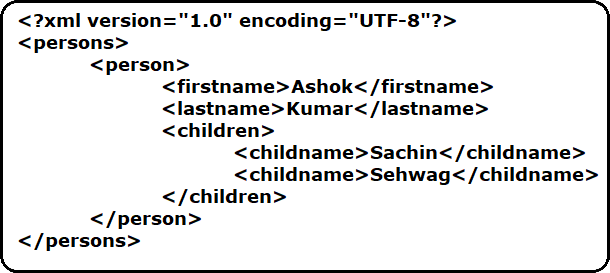 <?xml version="1.0" encoding="UTF-8"?>
<persons>
<person>
<firstname>Ashok</firstname>
<lastname>Kumar</lastname>
<children>
<childname>Sachin</childname>
<childname>Sehwag</childname>
</children>
</person>
</persons>